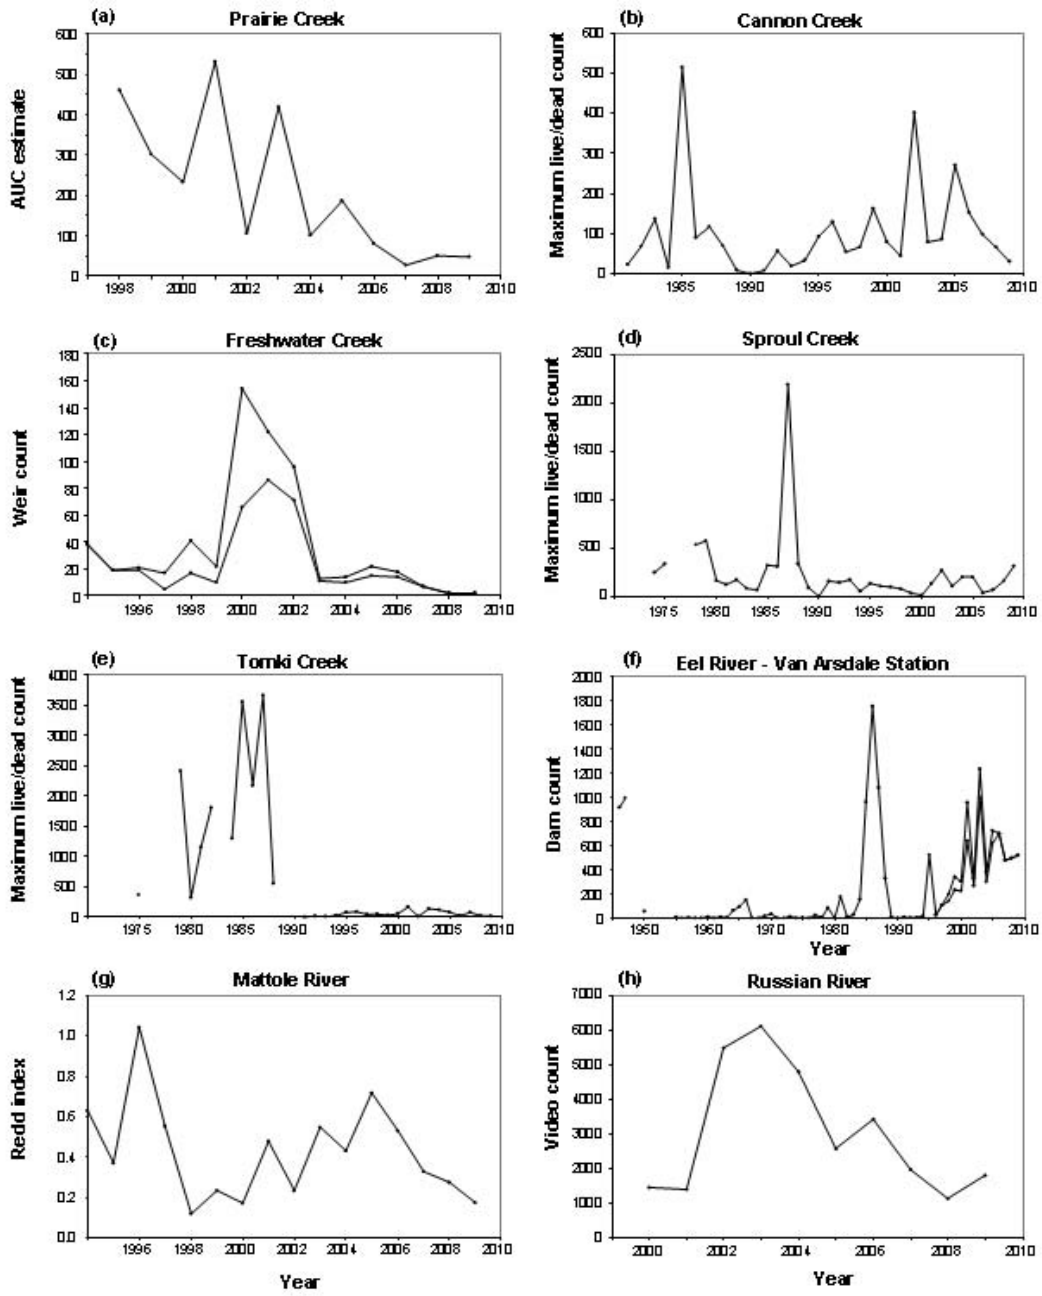 (a) Prairie Creek
AUC estimate
600
500
400
300
200
100
0
1998 2000 2002 2004 2006 2008 2010
(b) Cannon Creek
Maximum live/dead count
600
500
400
300
200
100
0
1985 1990 1995 2000 2005 2010
(c) Freshwater Creek
Weir count
180
160
140
120
100
80
60
40
20
0
1996 1998 2000 2002 2004 2006 2008 2010
(d) Sproul Creek
Maximum live/dead count
2500
2000
1500
1000
500
0
1975 1980 1985 1990 1995 2000 2005 2010
(e) Tomki Creek
Maximum live/dead count
4000
3500
3000
2500
2000
1500
1000
500
0
1975 1980 1985 1990 1995 2000 2005 2010
(f) Eel River - Van Arsdale Station
Dam count
2000
1800
1600
1400
1200
1000
800
600
400
200
0
1950 1960 1970 1980 1990 2000 2010
Year
(g) Mattole River
Redd index
1.2
1.0
0.8
0.6
0.4
0.2
0.0
1996 1998 2000 2002 2004 2006 2008 2010
Year
(h) Russian River
Video count
7000
6000
5000
4000
3000
2000
1000
0
2000 2002 2004 2006 2008 2010
Year